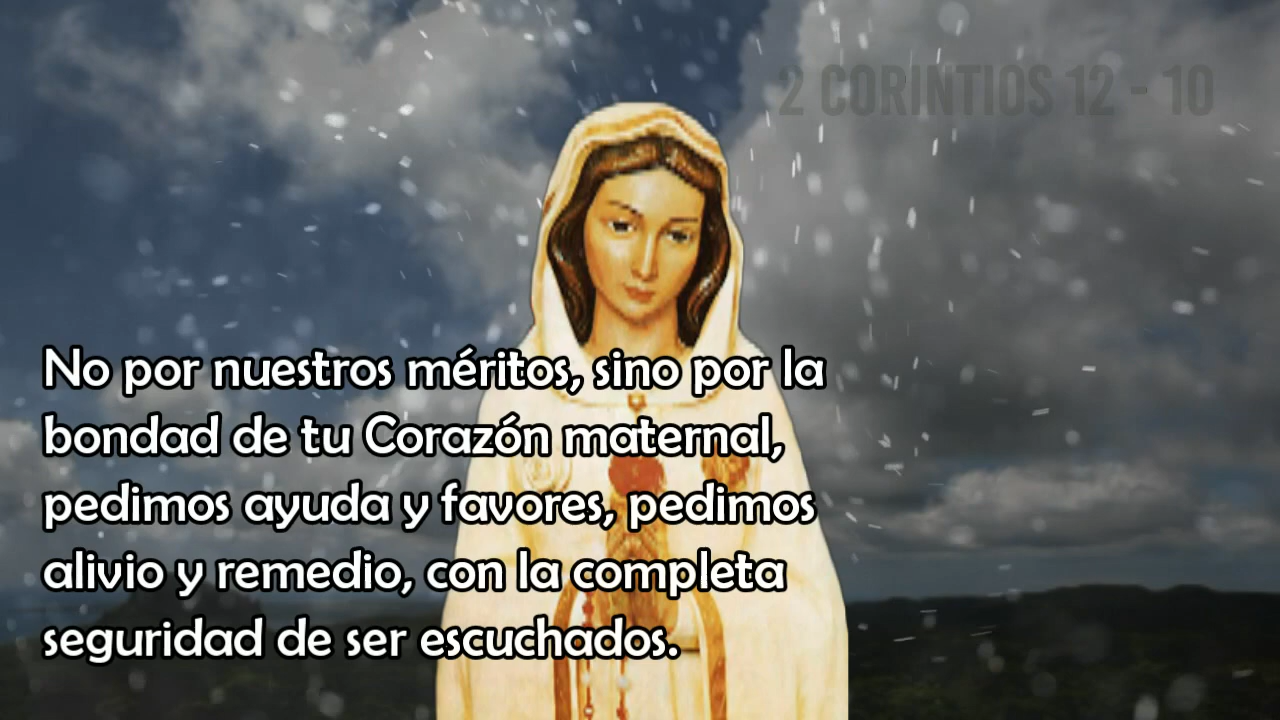 2 CORINTIOS 12 - 10
No por nuestros méritos, sino por la
bondad de tu Corazón maternal,
pedimos ayuda y favores, pedimos
alivio y remedio, con la completa
seguridad de ser escuchados.